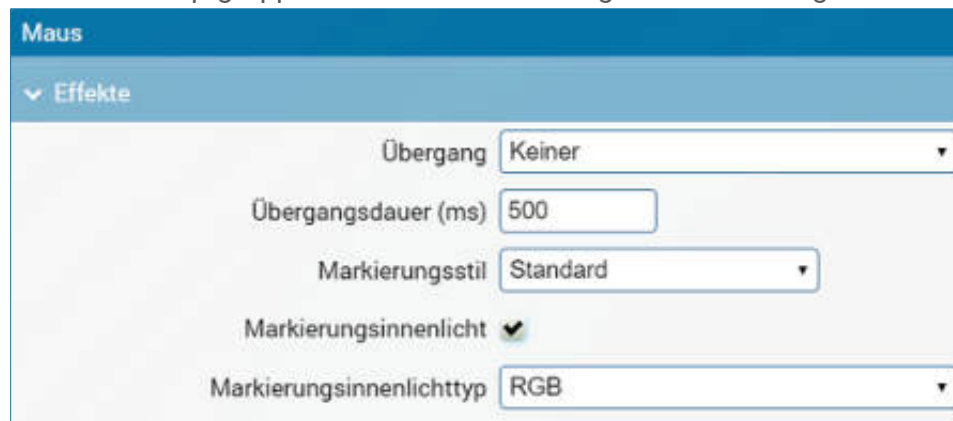 Maus
Effekte
Übergang Keiner
Übergangsdauer (ms) 500
Markierungsstil Standard
Markierungsinnenlicht
Markierungsinnenlichttyp RGB